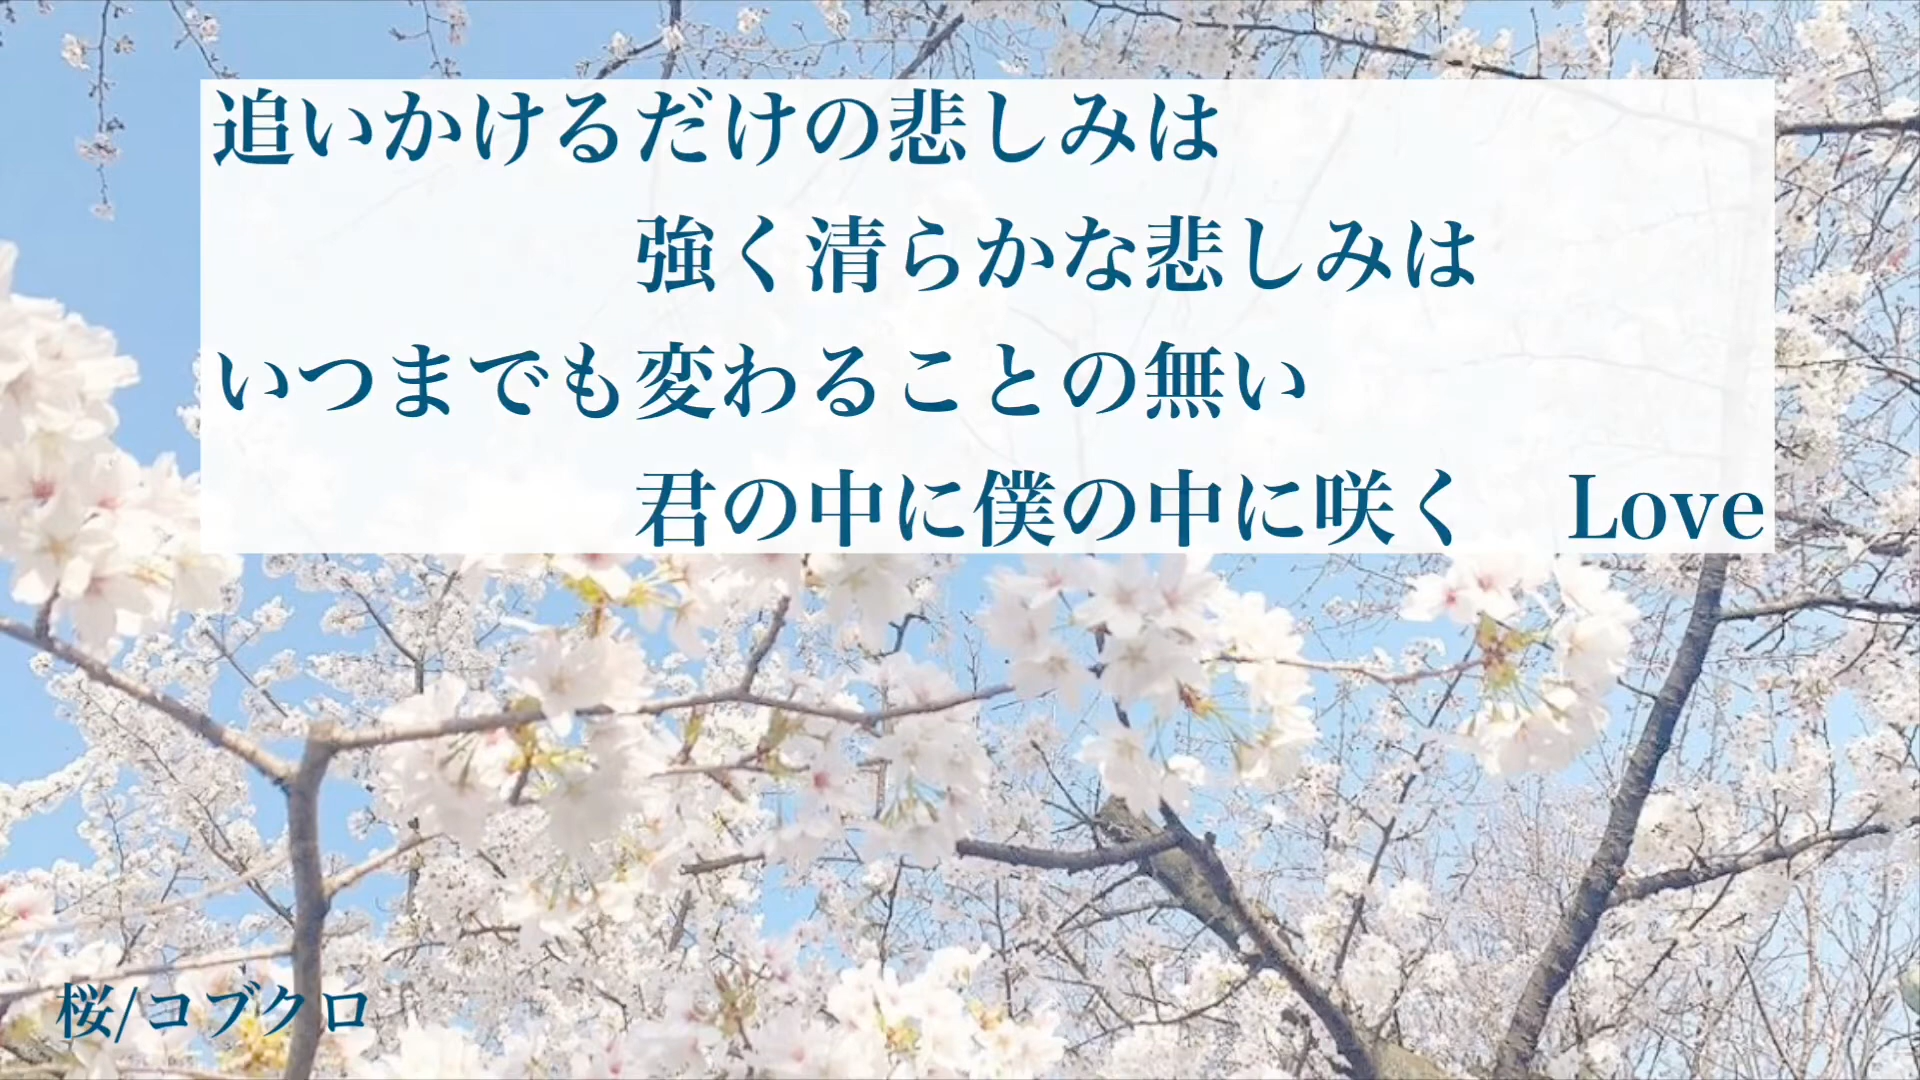 追いかけるだけの悲しみは
強く清らかな悲しみは
いつまでも変わることの無い
君の中に僕の中に咲く　Love
桜/コブクロ